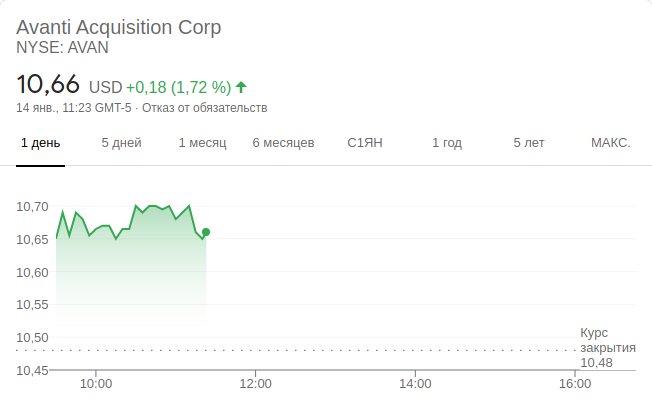 Avanti Acquisition Corp
NYSE: AVAN
10,66 USD +0,18 (1,72 %)
14 янв., 11:23 GMT-5 · Отказ от обязательств
1 день 5 дней 1 месяц 6 месяцев С1ЯН 1 год 5 лет МАКС.
10,70
10,65
10,60
10,55
10,50
Курс
закрытия
10,48
10,45
10:00 12:00 14:00 16:00